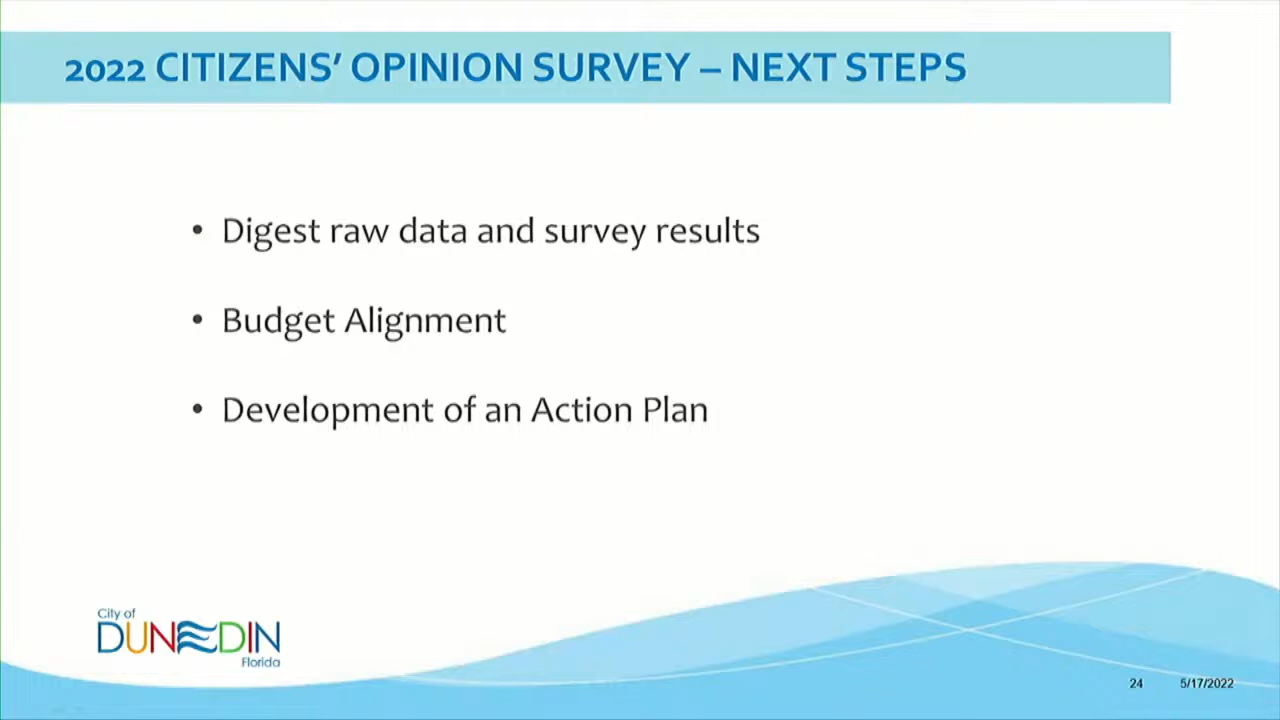 2022 CITIZENS’ OPINION SURVEY – NEXT STEPS
• Digest raw data and survey results
• Budget Alignment
• Development of an Action Plan
City of
DUNEDIN
Florida
24 5/17/2022